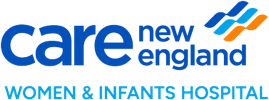 care new
england
WOMEN & INFANTS HOSPITAL